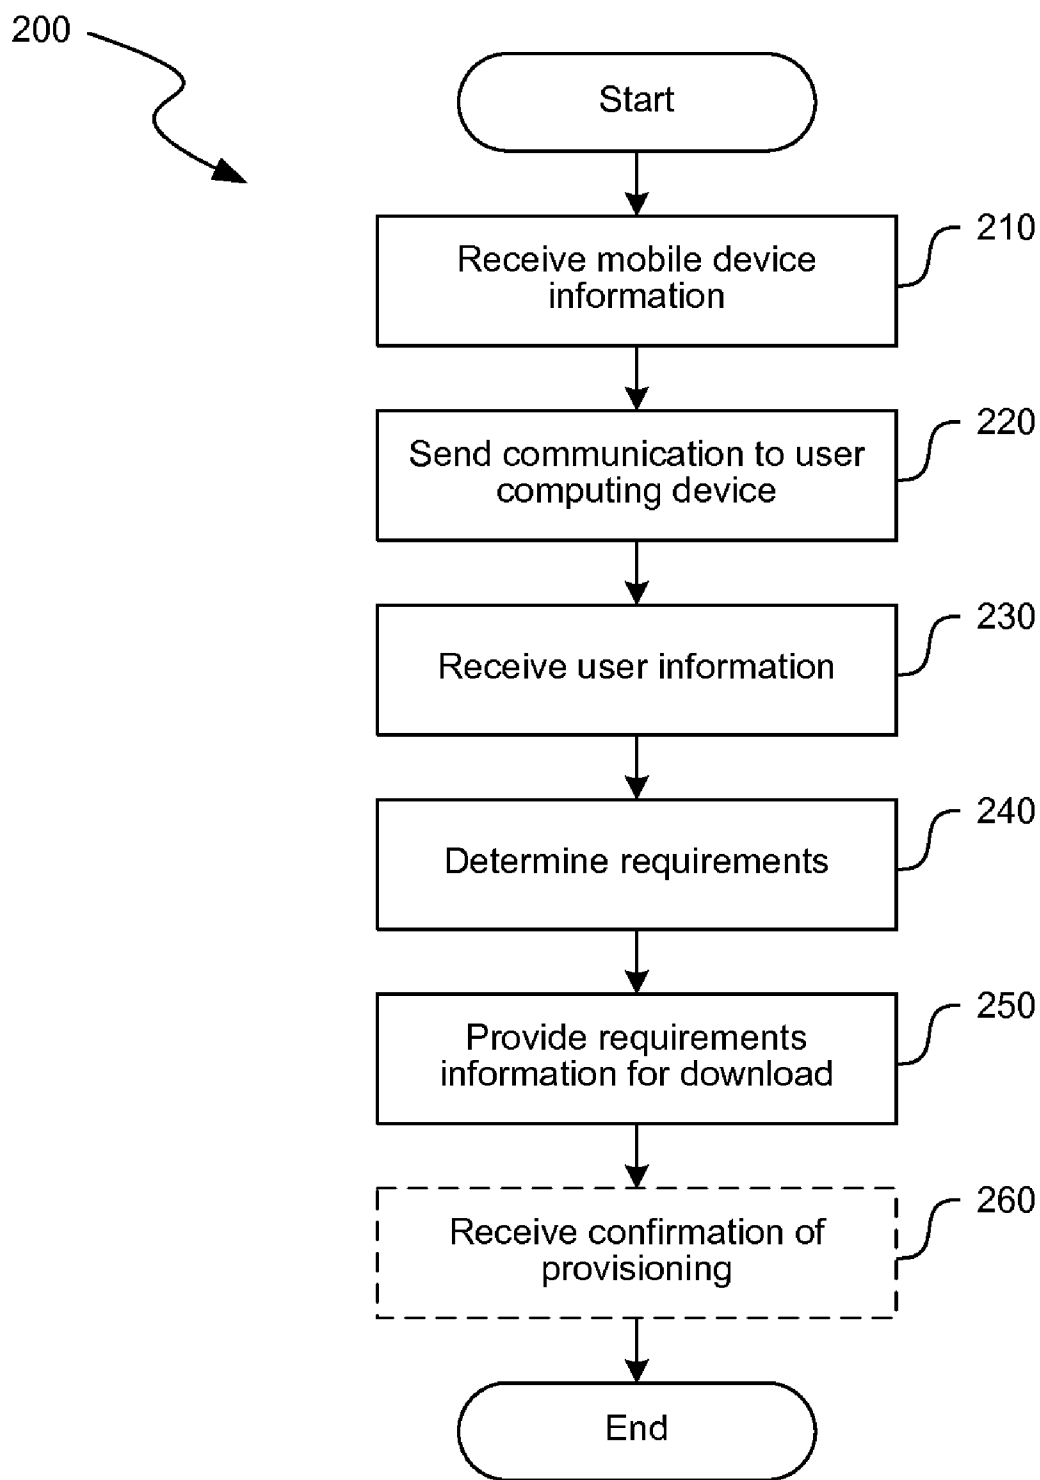 200
Start
210
Receive mobile device
information
220
Send communication to user
computing device
230
Receive user information
240
Determine requirements
250
Provide requirements
information for download
260
Receive confirmation of
provisioning
End